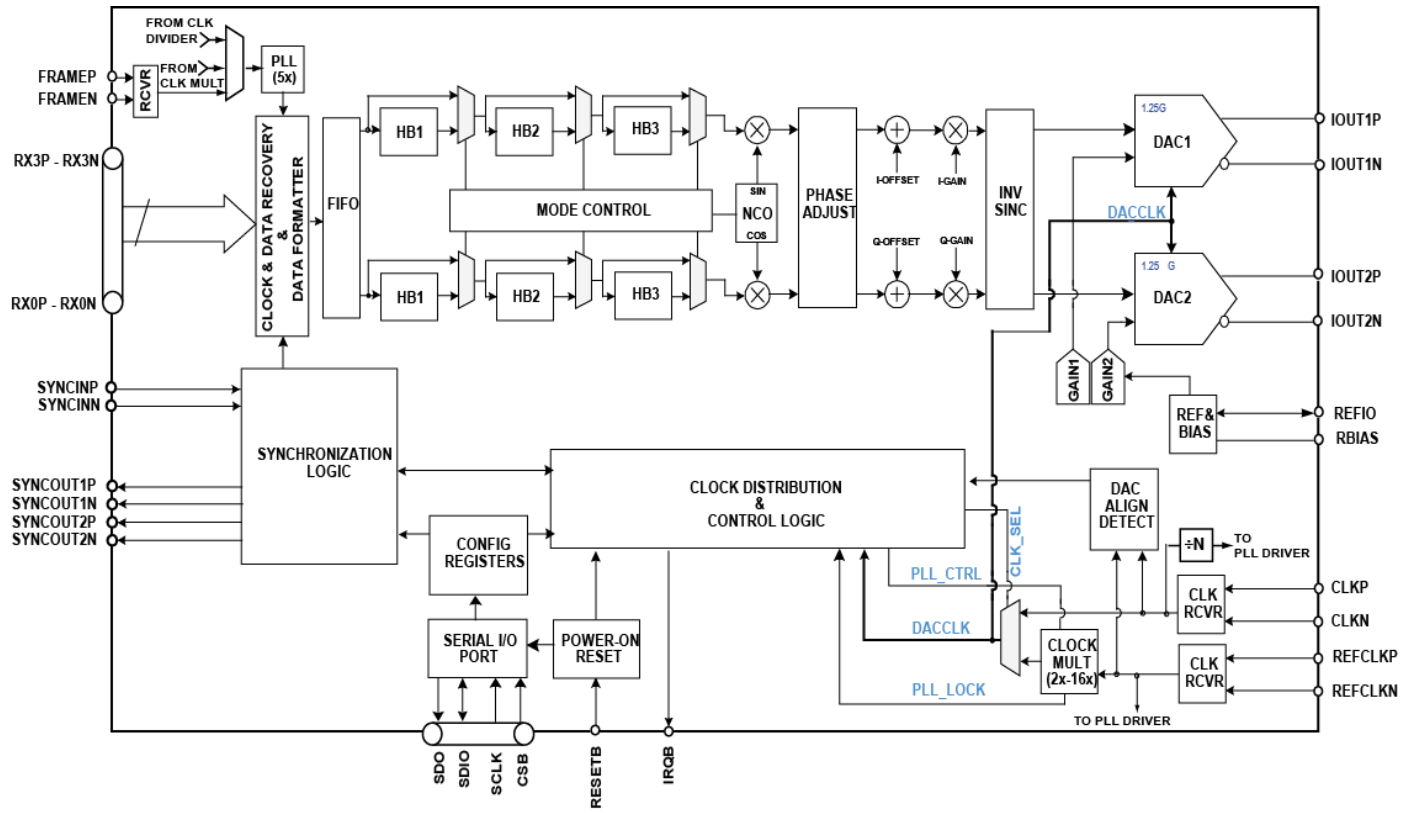 FROM CLK
DIVIDER
FROM
CLK MULT
PLL
(5x)
FRAMEP
FRAMEN
RCVR
RX3P - RX3N
RX0P - RX0N
CLOCK & DATA RECOVERY
&
DATA FORMATTER
FIFO
HB1
HB2
HB3
MODE CONTROL
HB1
HB2
HB3
SIN
NCO
COS
PHASE
ADJUST
I-OFFSET
I-GAIN
Q-OFFSET
Q-GAIN
INV
SINC
1.25G
DAC1
DACCLK
1.25 G
DAC2
IOUT1P
IOUT1N
IOUT2P
IOUT2N
GAIN1
GAIN2
REF&
BIAS
REFIO
RBIAS
SYNCINP
SYNCINN
SYNCHRONIZATION
LOGIC
SYNCOUT1P
SYNCOUT1N
SYNCOUT2P
SYNCOUT2N
CLOCK DISTRIBUTION
&
CONTROL LOGIC
CONFIG
REGISTERS
SERIAL I/O
PORT
POWER-ON
RESET
DAC
ALIGN
DETECT
÷N
TO
PLL DRIVER
CLK_SEL
PLL_CTRL
DACCLK
PLL_LOCK
CLOCK
MULT
(2x-16x)
CLK
RCVR
CLK
RCVR
CLKP
CLKN
REFCLKP
REFCLKN
TO PLL DRIVER
SDO
SDIO
SCLK
CSB
RESETB
IRQB